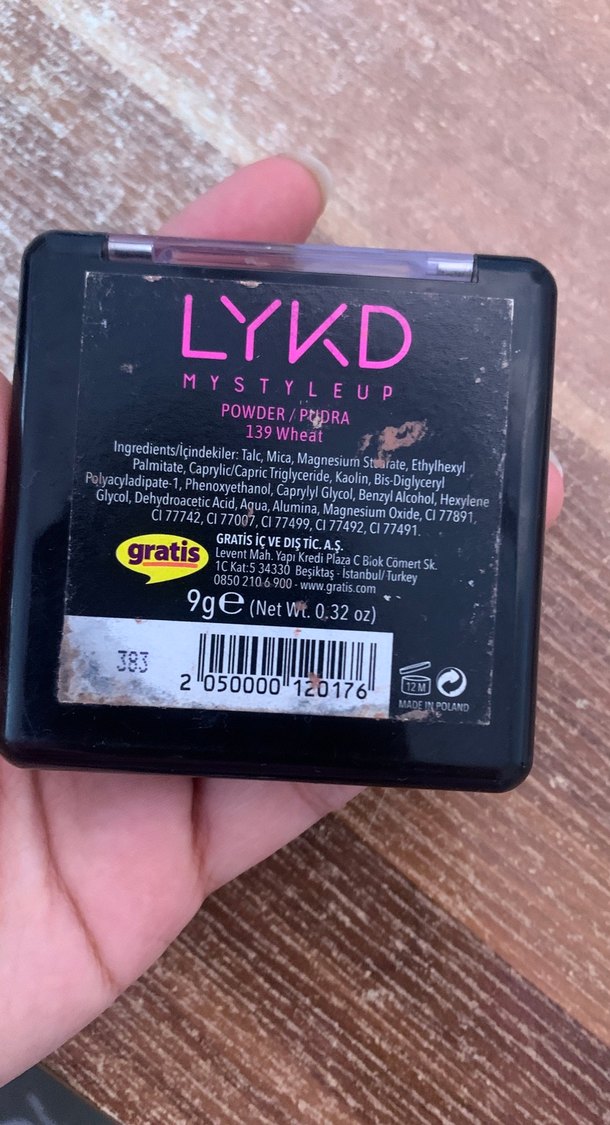 LYKD
MYSTYLEUP
POWDER / PUDRA
139 Wheat
Ingredients/İçindekiler: Talc, Mica, Magnesium Stearate, Ethylhexyl
Palmitate, Caprylic/Capric Triglyceride, Kaolin, Bis-Diglyceryl
Polyacyladipate-1, Phenoxyethanol, Caprylyl Glycol, Benzyl Alcohol, Hexylene
Glycol, Dehydroacetic Acid, Aqua, Alumina, Magnesium Oxide, CI 77891,
CI 77742, CI 77007, CI 77499, CI 77492, CI 77491.
gratis
GRATİS İÇ VE DIŞ TİC. A.Ş.
Levent Mah. Yapı Kredi Plaza C Blok Cömert Sk.
1C Kat:5 34330 Beşiktaş - İstanbul/ Turkey
0850 210 6 900 - www.gratis.com
9g℮ (Net Wt. 0.32 oz)
383
2 050000 120176
12 M
MADE IN POLAND